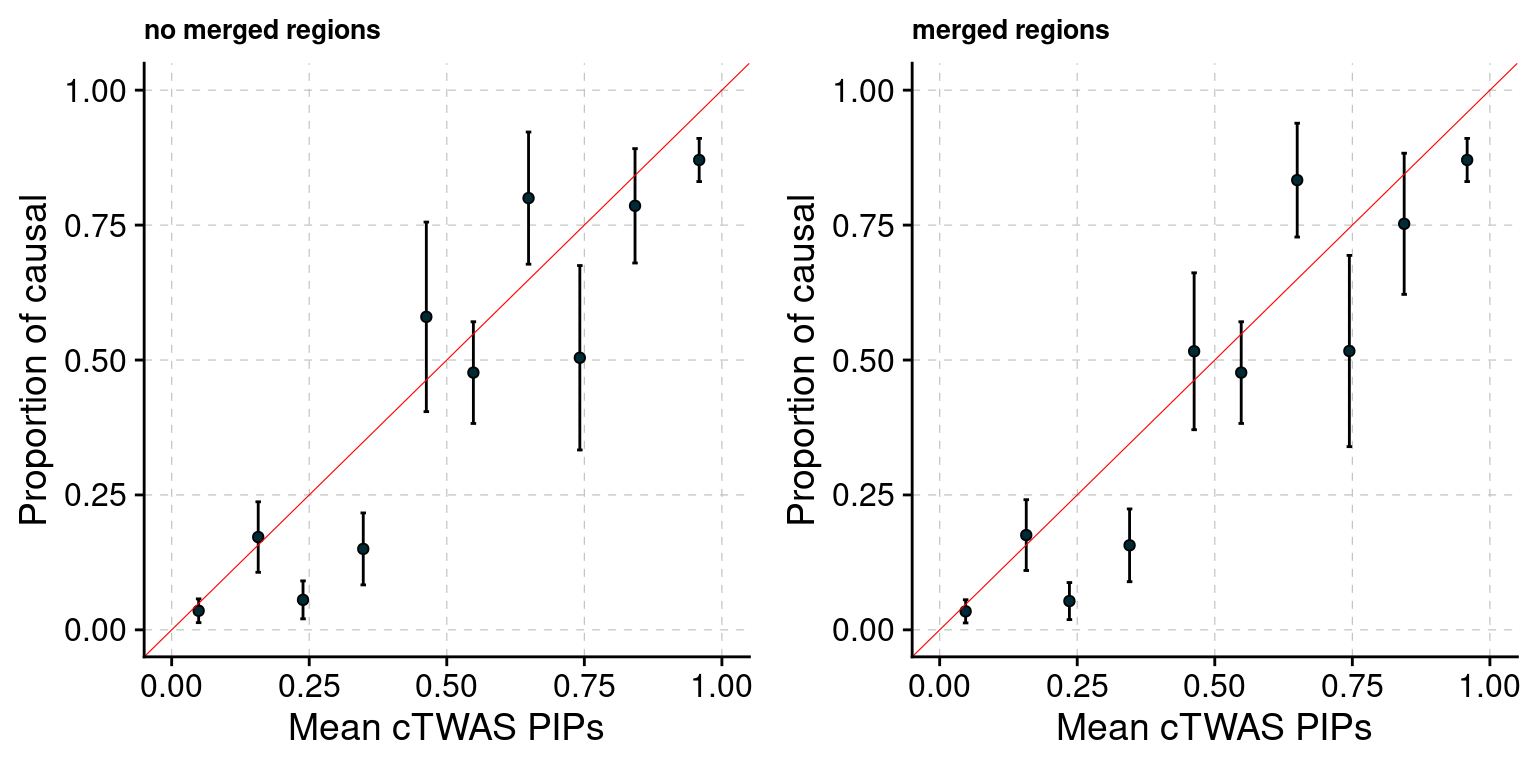 no merged regions
1.00
0.75
0.50
0.25
0.00
Proportion of causal
0.00 0.25 0.50 0.75 1.00
Mean cTWAS PIPs
merged regions
1.00
0.75
0.50
0.25
0.00
Proportion of causal
0.00 0.25 0.50 0.75 1.00
Mean cTWAS PIPs